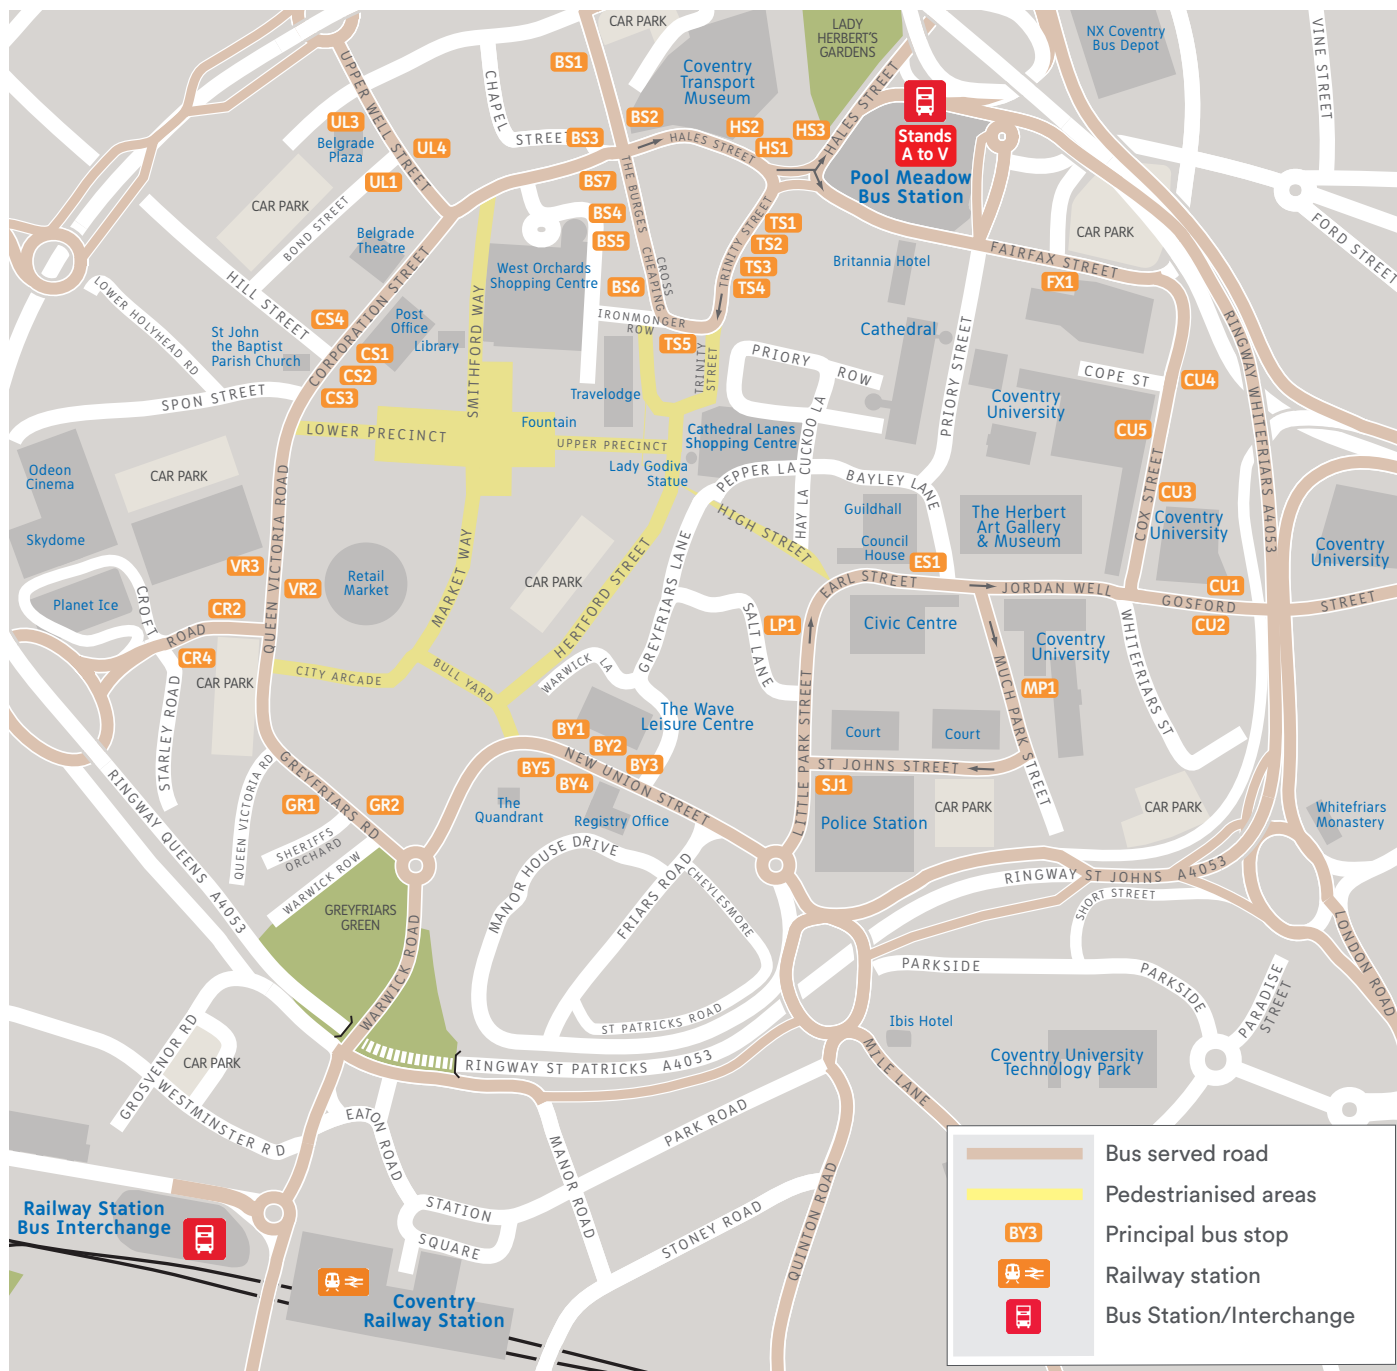 CAR PARK
LADY
HERBERT'S
GARDENS
NX Coventry
Bus Depot
VINE STREET
BS1
UPPER WELL STREET
CHAPEL
STREET
Coventry
Transport
Museum
HALES STREET
Stands
A to V
UL3
Belgrade
Plaza
UL4
BS2
HS2
HS3
BS3
HALES STREET
HS1
UL1
BS7
THE BURGES
Pool Meadow
Bus Station
CAR PARK
BOND STREET
BS4
TS1
FORD STREET
Belgrade
Theatre
BS5
TS2
CAR PARK
FAIRFAX STREET
West Orchards
Shopping Centre
CROSS
CHEAPING
TRINITY STREET
TS3
Britannia Hotel
FX1
BS6
TS4
LOWER HOLYHEAD RD
HILL STREET
CORPORATION STREET
SMITHFORD WAY
CS4
Post
Office
IRONMONGER
ROW
Cathedral
St John
the Baptist
Parish Church
Library
CS1
TS5
TRINITY
STREET
PRIORY ROW
PRIORY STREET
COPE ST
CS2
CU4
RINGWAY WHITEFRIARS A4053
SPON STREET
CS3
Travelodge
Coventry
University
LOWER PRECINCT
Fountain
UPPER PRECINCT
Cathedral Lanes
Shopping Centre
CUCKOO LA
CU5
Odeon
Cinema
CAR PARK
Lady Godiva
Statue
PEPPER LA
HAY LA
BAYLEY LANE
COX STREET
CU3
QUEEN VICTORIA ROAD
HIGH STREET
Guildhall
The Herbert
Art Gallery
& Museum
Coventry
University
Skydome
Council
House
Coventry
University
VR3
MARKET WAY
HERTFORD STREET
GREYFRIARS LANE
ES1
Retail
Market
CAR PARK
EARL STREET
JORDAN WELL
CU1
VR2
GOSFORD STREET
Planet Ice
CROFT
ROAD
CR2
SALT LANE
LP1
Civic Centre
CU2
Coventry
University
WHITEFRIARS ST
CR4
CITY ARCADE
BULL YARD
WARWICK LA
MUCH PARK STREET
CAR PARK
MP1
STARLEY ROAD
The Wave
Leisure Centre
LITTLE PARK STREET
BY1
Court
Court
BY2
NEW UNION STREET
BY3
BY5
BY4
ST JOHNS STREET
RINGWAY QUEENS A4053
QUEEN VICTORIA RD
GREYFRIARS RD
SJ1
GR1
GR2
The
Quandrant
Registry Office
Police Station
CAR PARK
CAR PARK
Whitefriars
Monastery
SHERIFFS
ORCHARD
WARWICK ROW
MANOR HOUSE DRIVE
FRIARS ROAD
CHEYLESMORE
RINGWAY ST JOHNS A4053
SHORT STREET
GREYFRIARS
GREEN
LONDON ROAD
WARWICK ROAD
PARKSIDE
PARKSIDE
PARADISE
STREET
ST PATRICKS ROAD
Ibis Hotel
GROSVENOR RD
CAR PARK
RINGWAY ST PATRICKS A4053
MILE LANE
Coventry University
Technology Park
WESTMINSTER RD
EATON ROAD
PARK ROAD
MANOR ROAD
Railway Station
Bus Interchange
STATION
SQUARE
STONEY ROAD
QUINTON ROAD
Coventry
Railway Station
Bus served road
Pedestrianised areas
BY3
Principal bus stop
Railway station
Bus Station/Interchange